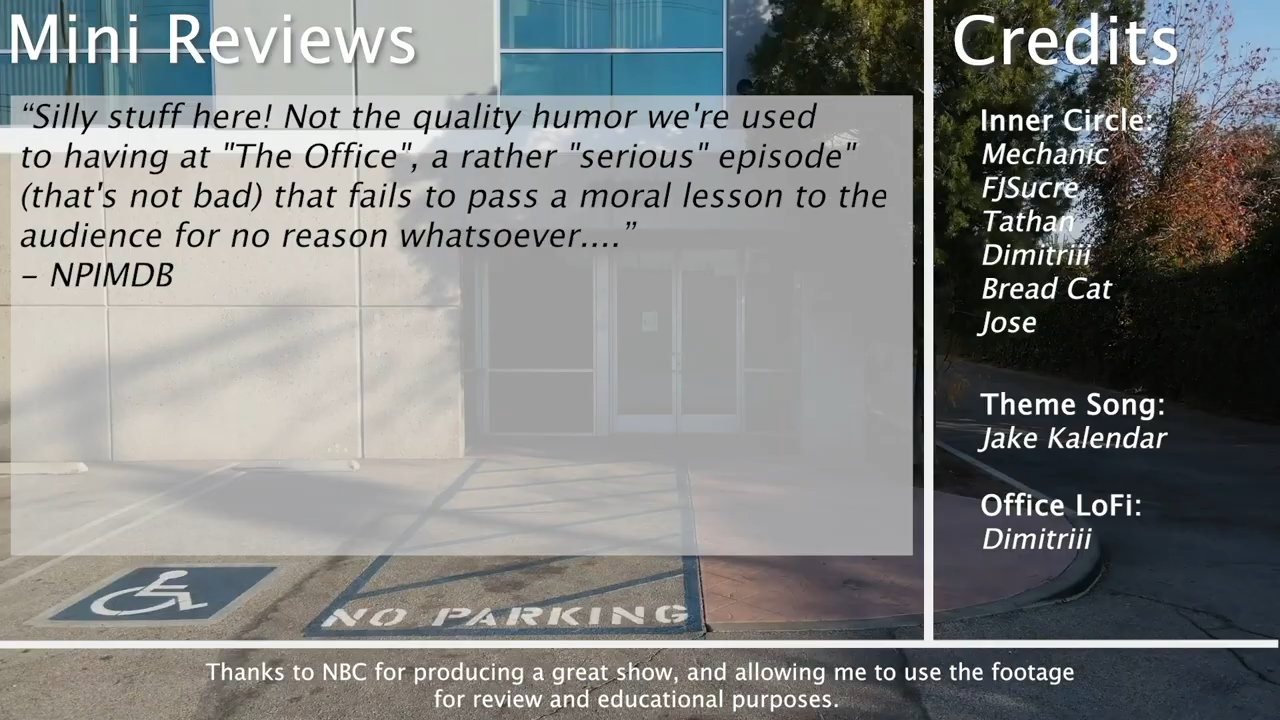 Mini Reviews
“Silly stuff here! Not the quality humor we're used
to having at "The Office", a rather "serious" episode"
(that's not bad) that fails to pass a moral lesson to the
audience for no reason whatsoever....”
– NPIMDB
NO PARKING
Credits
Inner Circle:
Mechanic
FJSucre
Tathan
Dimitriii
Bread Cat
Jose
Theme Song:
Jake Kalendar
Office LoFi:
Dimitriii
Thanks to NBC for producing a great show, and allowing me to use the footage
for review and educational purposes.